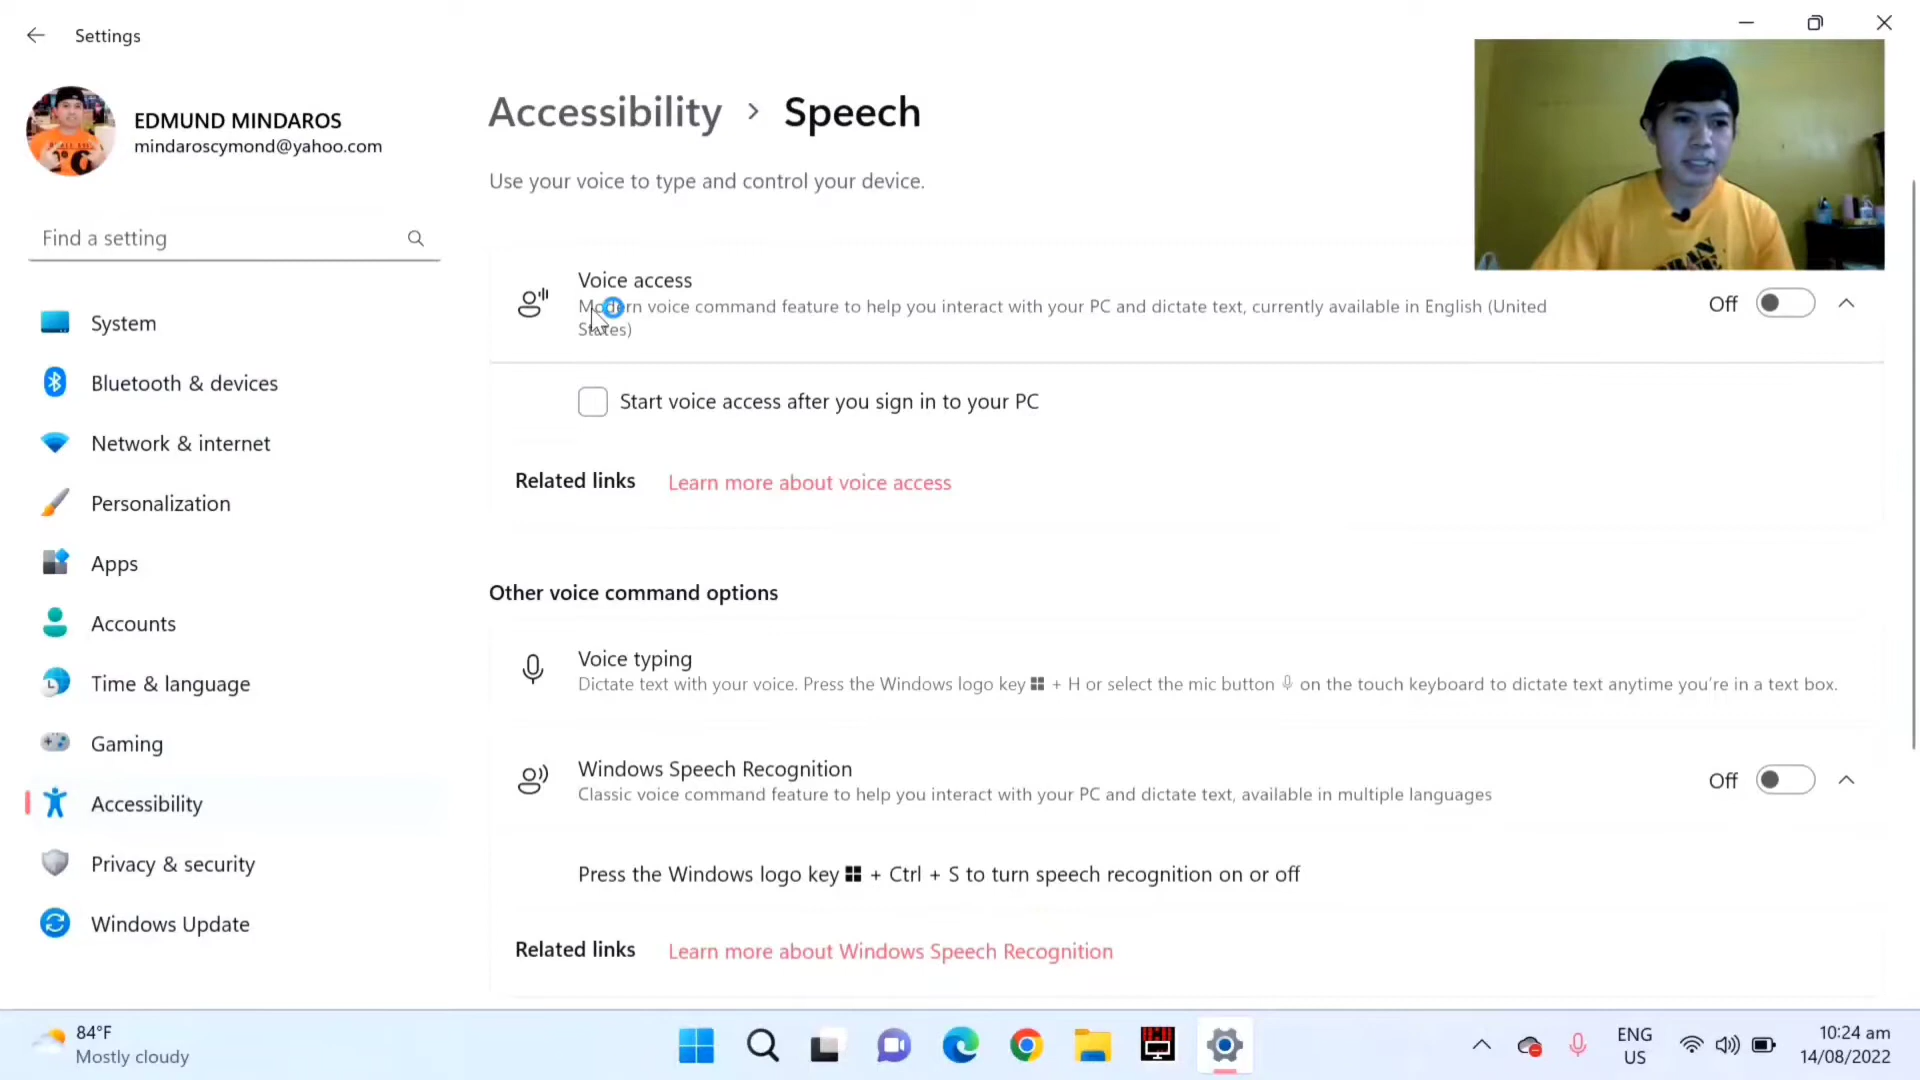 Settings
EDMUND MINDAROS
mindaroscymond@yahoo.com
Find a setting
System
Bluetooth & devices
Network & internet
Personalization
Apps
Accounts
Time & language
Gaming
Accessibility
Privacy & security
Windows Update
Accessibility > Speech
Use your voice to type and control your device.
Voice access
Modern voice command feature to help you interact with your PC and dictate text, currently available in English (United
States)
Off
Start voice access after you sign in to your PC
Related links Learn more about voice access
Other voice command options
Voice typing
Dictate text with your voice. Press the Windows logo key + H or select the mic button on the touch keyboard to dictate text anytime you're in a text box.
Windows Speech Recognition
Classic voice command feature to help you interact with your PC and dictate text, available in multiple languages
Off
Press the Windows logo key + Ctrl + S to turn speech recognition on or off
Related links Learn more about Windows Speech Recognition
84°F
Mostly cloudy
ENG
US
10:24 am
14/08/2022